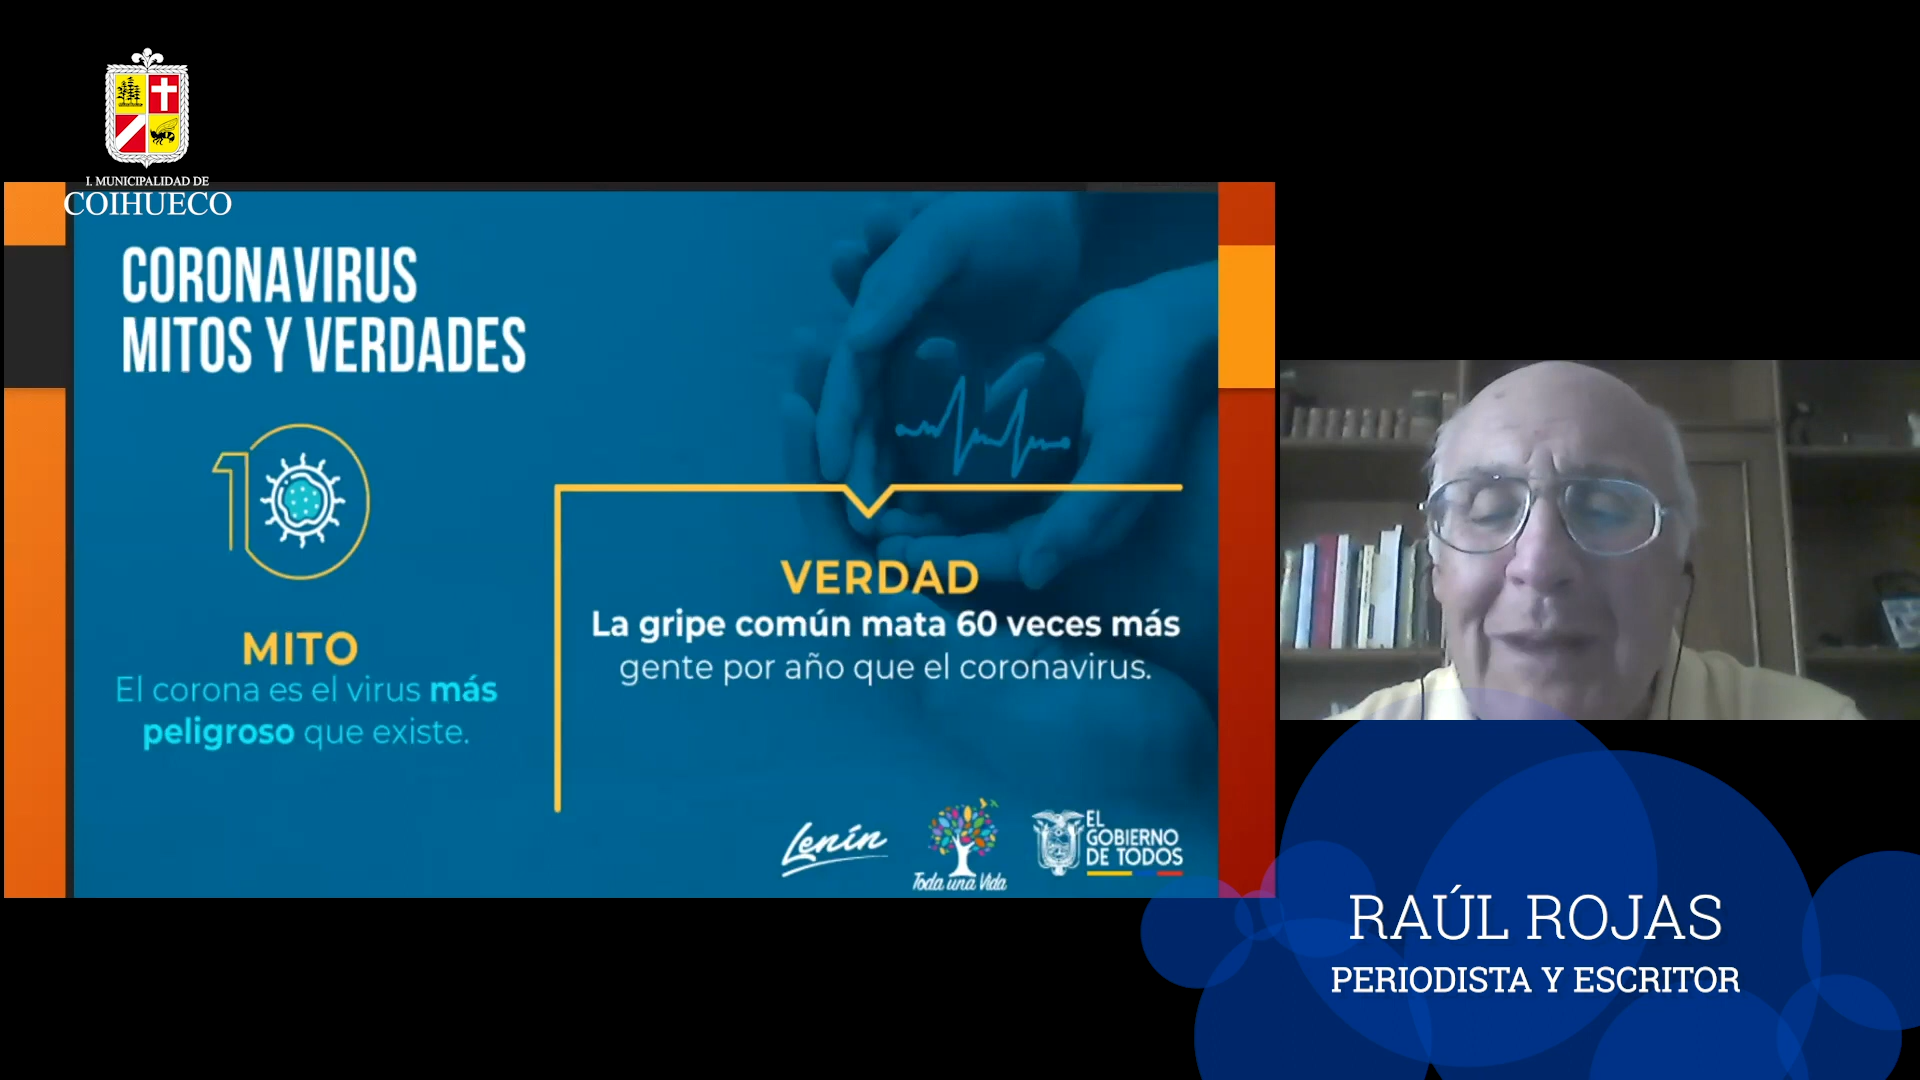 I. MUNICIPALIDAD DE
COIHUECO
CORONAVIRUS
MITOS Y VERDADES
10
MITO
El corona es el virus más
peligroso que existe.
VERDAD
La gripe común mata 60 veces más
gente por año que el coronavirus.
Lenín
Toda una Vida
EL
GOBIERNO
DE TODOS
RAÚL ROJAS
PERIODISTA Y ESCRITOR